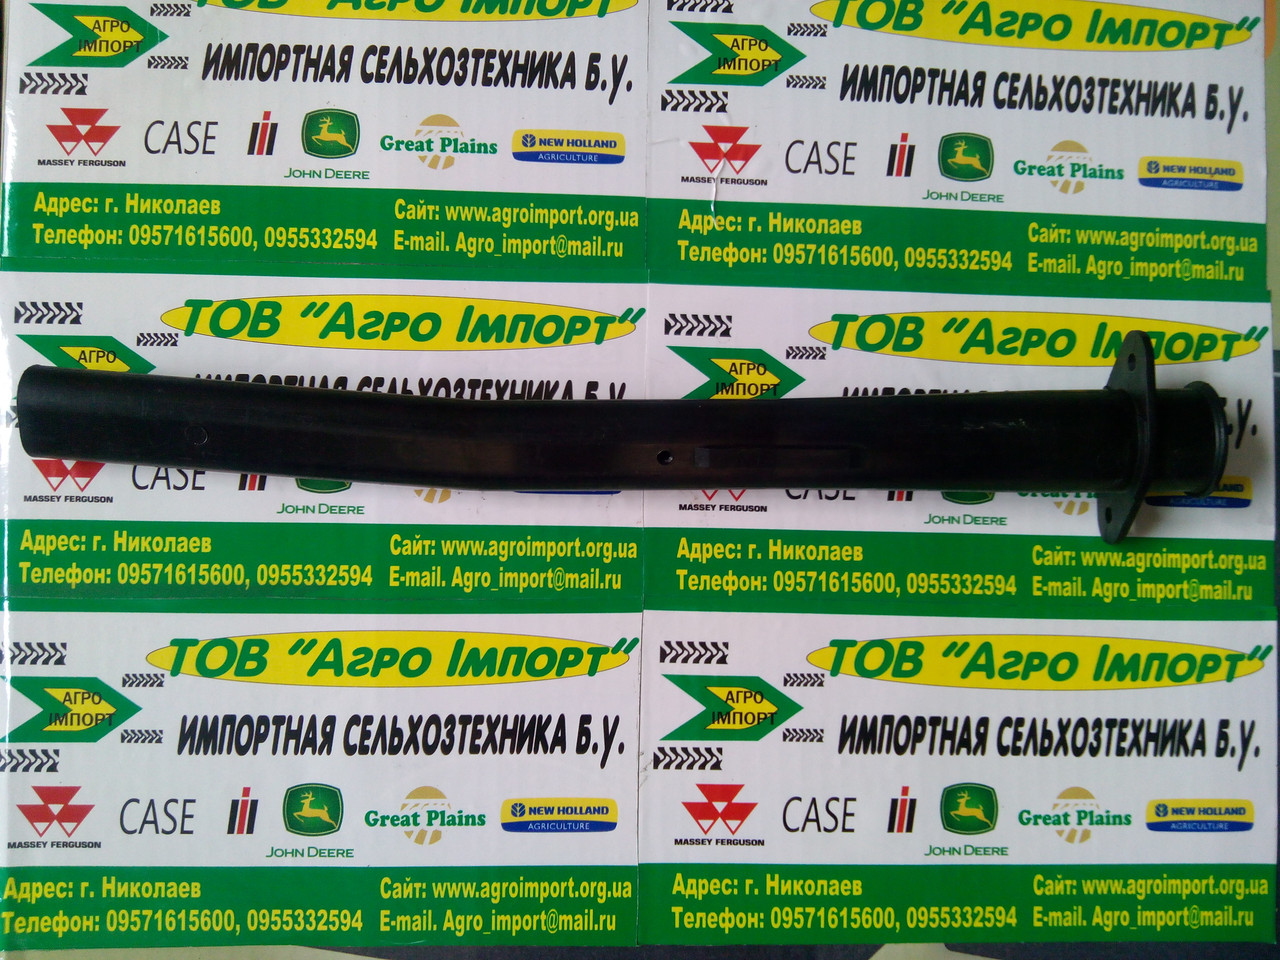 ТОВ "Агро Імпорт"
АГРО
ІМПОРТ
ИМПОРТНАЯ СЕЛЬХОЗТЕХНИКА Б.У.
MASSEY FERGUSON
CASE
JOHN DEERE
Great Plains
NEW HOLLAND
AGRICULTURE
Адрес: г. Николаев
Телефон: 09571615600, 0955332594
Сайт: www.agroimport.org.ua
E-mail. Agro_import@mail.ru
ТОВ "Агро Імпорт"
АГРО
ІМПОРТ
ИМПОРТНАЯ СЕЛЬХОЗТЕХНИКА Б.У.
MASSEY FERGUSON
CASE
JOHN DEERE
Great Plains
NEW HOLLAND
AGRICULTURE
Адрес: г. Николаев
Телефон: 09571615600, 0955332594
Сайт: www.agroimport.org.ua
E-mail. Agro_import@mail.ru
ТОВ "Агро Імпорт"
АГРО
MASSEY FERGUSON
CASE
JOHN DEERE
Адрес: г. Николаев
Телефон: 09571615600, 0955332594
Сайт: www.agroimport.org.ua
E-mail. Agro_import@mail.ru
ТОВ "Агро Імпорт"
АГРО
ІМПОРТ
MASSEY FERGUSON
CASE
JOHN DEERE
Адрес: г. Николаев
Телефон: 09571615600, 0955332594
Сайт: www.agroimport.org.ua
E-mail. Agro_import@mail.ru
ТОВ "Агро Імпорт"
АГРО
ІМПОРТ
ИМПОРТНАЯ СЕЛЬХОЗТЕХНИКА Б.У.
MASSEY FERGUSON
CASE
JOHN DEERE
Great Plains
NEW HOLLAND
AGRICULTURE
Адрес: г. Николаев
Телефон: 09571615600, 0955332594
Сайт: www.agroimport.org.ua
E-mail. Agro_import@mail.ru
ТОВ "Агро Імпорт"
АГРО
ІМПОРТ
ИМПОРТНАЯ СЕЛЬХОЗТЕХНИКА Б.У.
MASSEY FERGUSON
CASE
JOHN DEERE
Great Plains
NEW HOLLAND
AGRICULTURE
Адрес: г. Николаев
Телефон: 09571615600, 0955332594
Сайт: www.agroimport.org.ua
E-mail. Agro_import@mail.ru